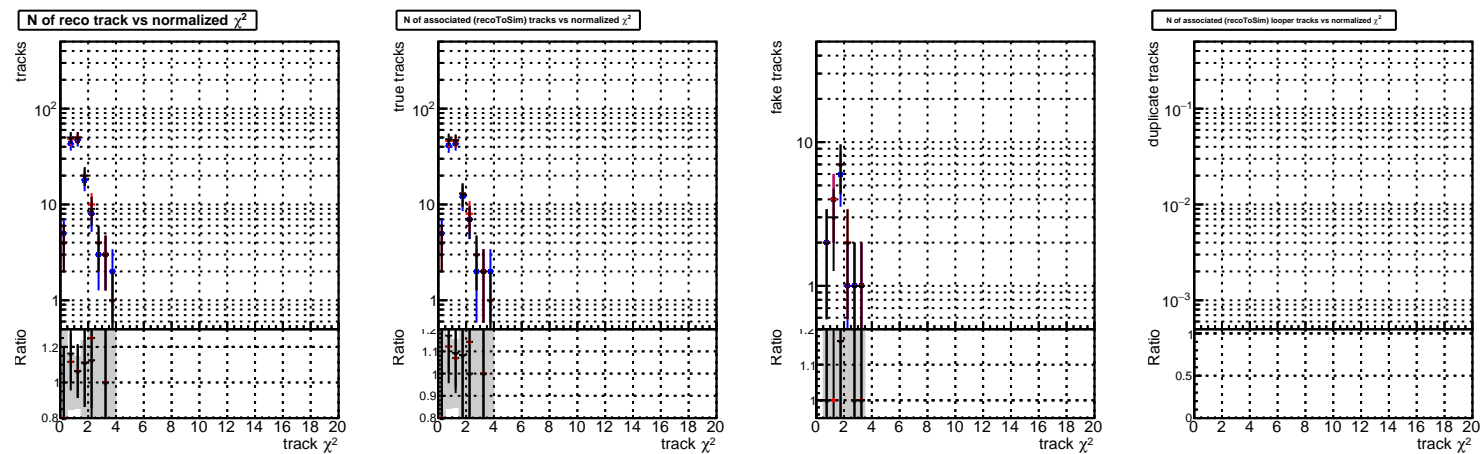 N of reco track vs normalized χ²
tracks
10²
10
1
Ratio
1.2
1
0.8
0 2 4 6 8 10 12 14 16 18 20
track χ²
N of associated (recoToSim) tracks vs normalized χ²
true tracks
10²
10
1
Ratio
1.2
1.1
1
0.9
0.8
0 2 4 6 8 10 12 14 16 18 20
track χ²
fake tracks
10
1
Ratio
1.2
1.1
1
0 2 4 6 8 10 12 14 16 18 20
track χ²
N of associated (recoToSim) looper tracks vs normalized χ²
duplicate tracks
10⁻¹
10⁻²
10⁻³
Ratio
1
0.5
0
0 2 4 6 8 10 12 14 16 18 20
track χ²